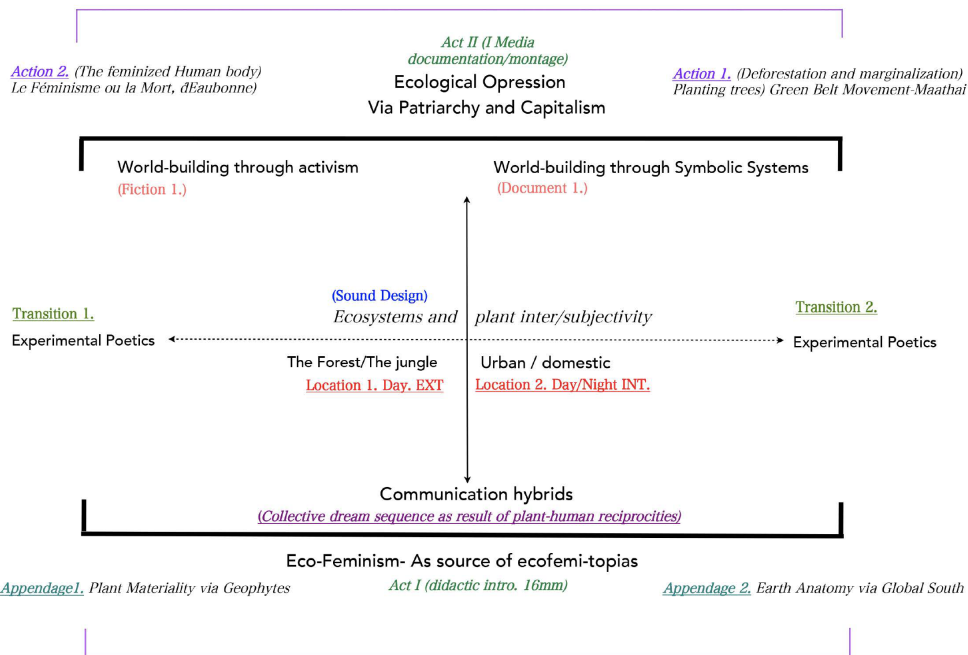 Act II (I Media
documentation/montage)
Action 2. (The feminized Human body)
Le Féminisme ou la Mort, d'Eaubonne)
Ecological Opression
Via Patriarchy and Capitalism
Action 1. (Deforestation and marginalization)
Planting trees) Green Belt Movement-Maathai
World-building through activism
(Fiction 1.)
World-building through Symbolic Systems
(Document 1.)
Transition 1.
Experimental Poetics
(Sound Design)
Ecosystems and plant inter/subjectivity
Transition 2.
Experimental Poetics
The Forest/The jungle
Location 1. Day. EXT
Urban / domestic
Location 2. Day/Night INT.
Communication hybrids
(Collective dream sequence as result of plant-human reciprocities)
Eco-Feminism- As source of ecofemi-topias
Appendage1. Plant Materiality via Geophytes
Act I (didactic intro. 16mm)
Appendage 2. Earth Anatomy via Global South